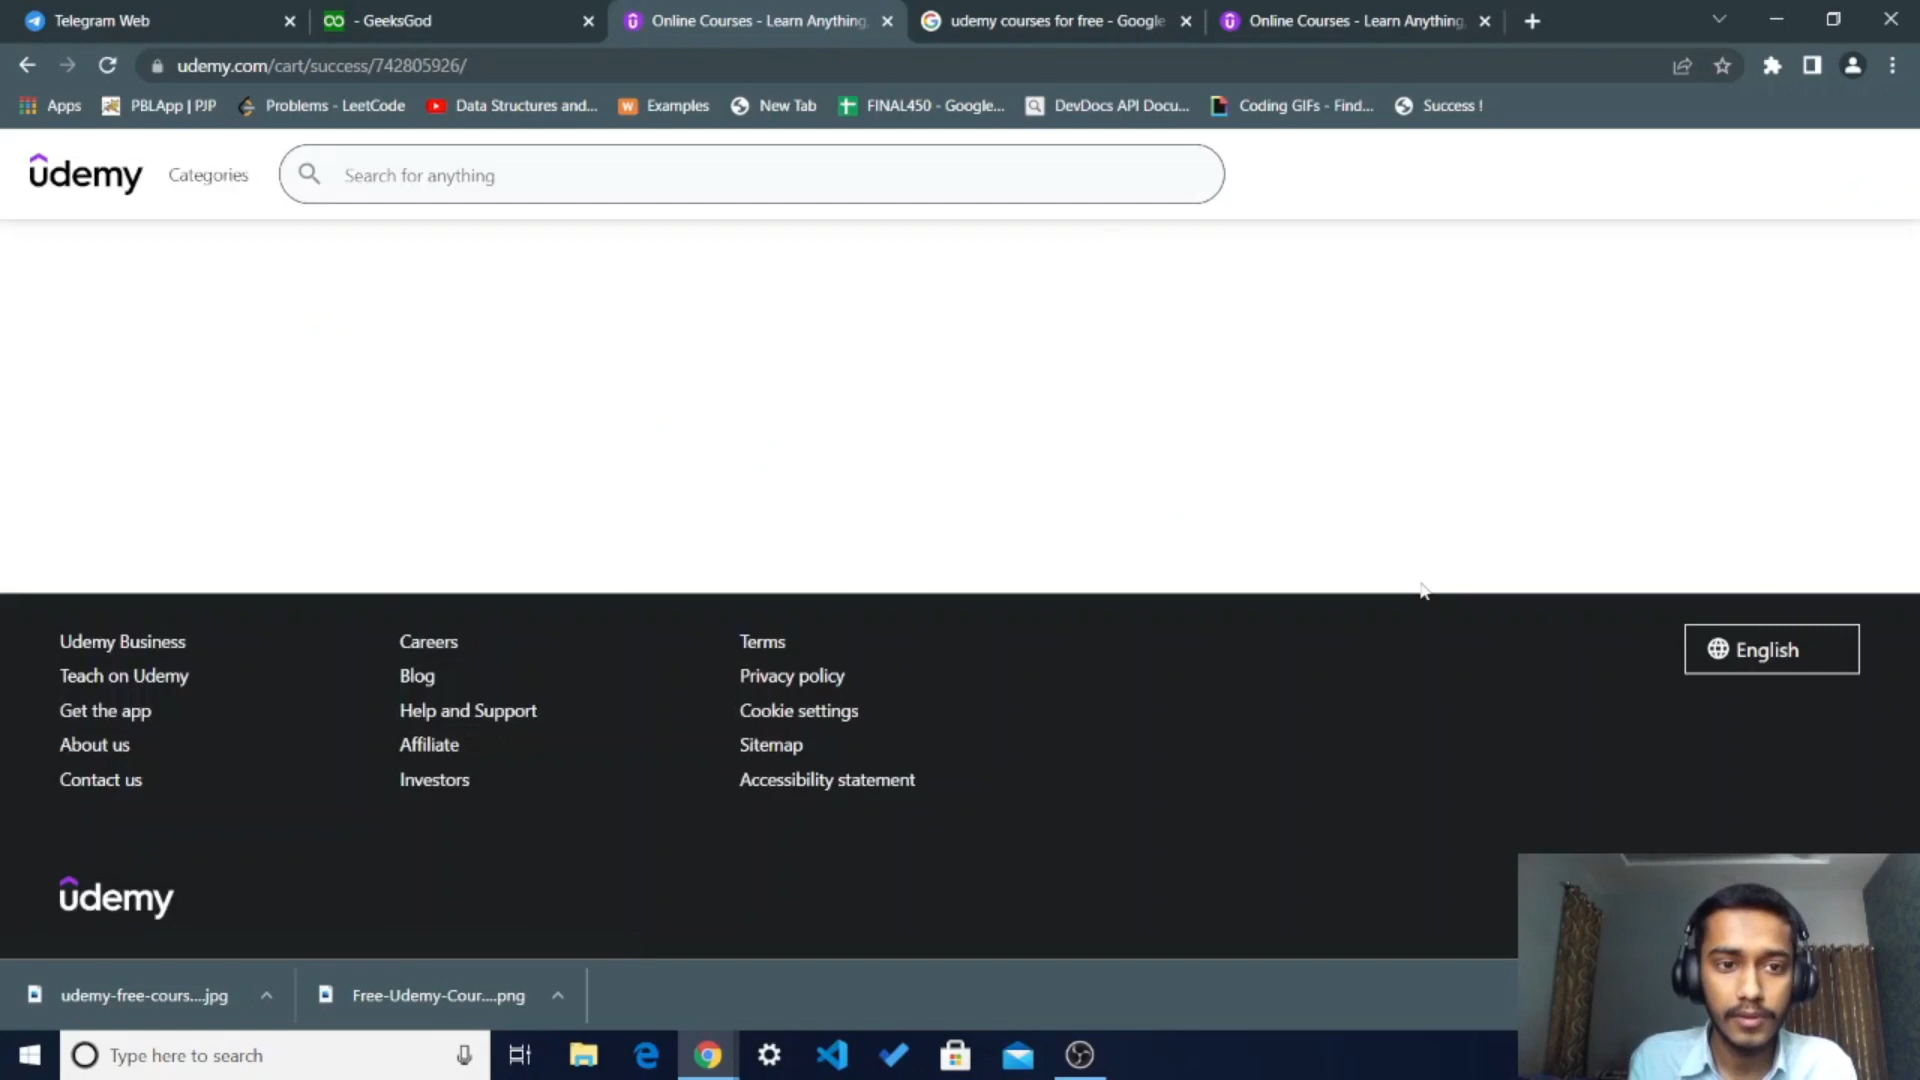 Telegram Web
- GeeksGod
Online Courses - Learn Anything,
udemy courses for free - Google
Online Courses - Learn Anything,
udemy.com/cart/success/742805926/
Apps
PBLApp | PJP
Problems - LeetCode
Data Structures and...
Examples
New Tab
FINAL450 - Google...
DevDocs API Docu...
Coding GIFs - Find...
Success !
udemy
Categories
Search for anything
Udemy Business
Teach on Udemy
Get the app
About us
Contact us
Careers
Blog
Help and Support
Affiliate
Investors
Terms
Privacy policy
Cookie settings
Sitemap
Accessibility statement
English
udemy
udemy-free-cours....jpg
Free-Udemy-Cour....png
Type here to search